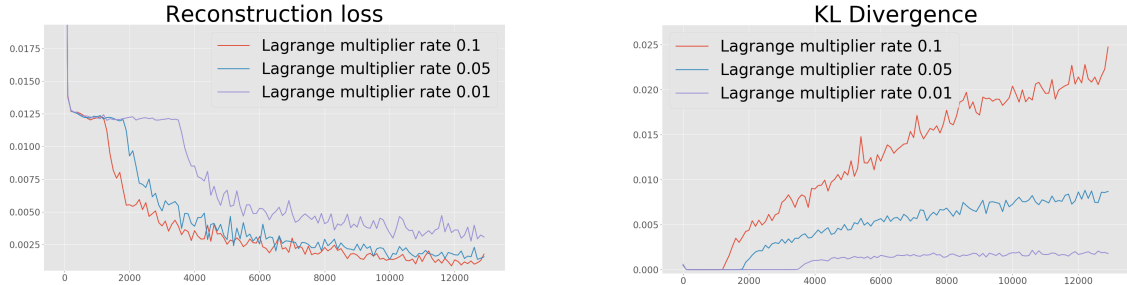 Reconstruction loss
0.0175
0.0150
0.0125
0.0100
0.0075
0.0050
0.0025
Lagrange multiplier rate 0.1
Lagrange multiplier rate 0.05
Lagrange multiplier rate 0.01
0 2000 4000 6000 8000 10000 12000
KL Divergence
0.025
0.020
0.015
0.010
0.005
0.000
Lagrange multiplier rate 0.1
Lagrange multiplier rate 0.05
Lagrange multiplier rate 0.01
0 2000 4000 6000 8000 10000 12000